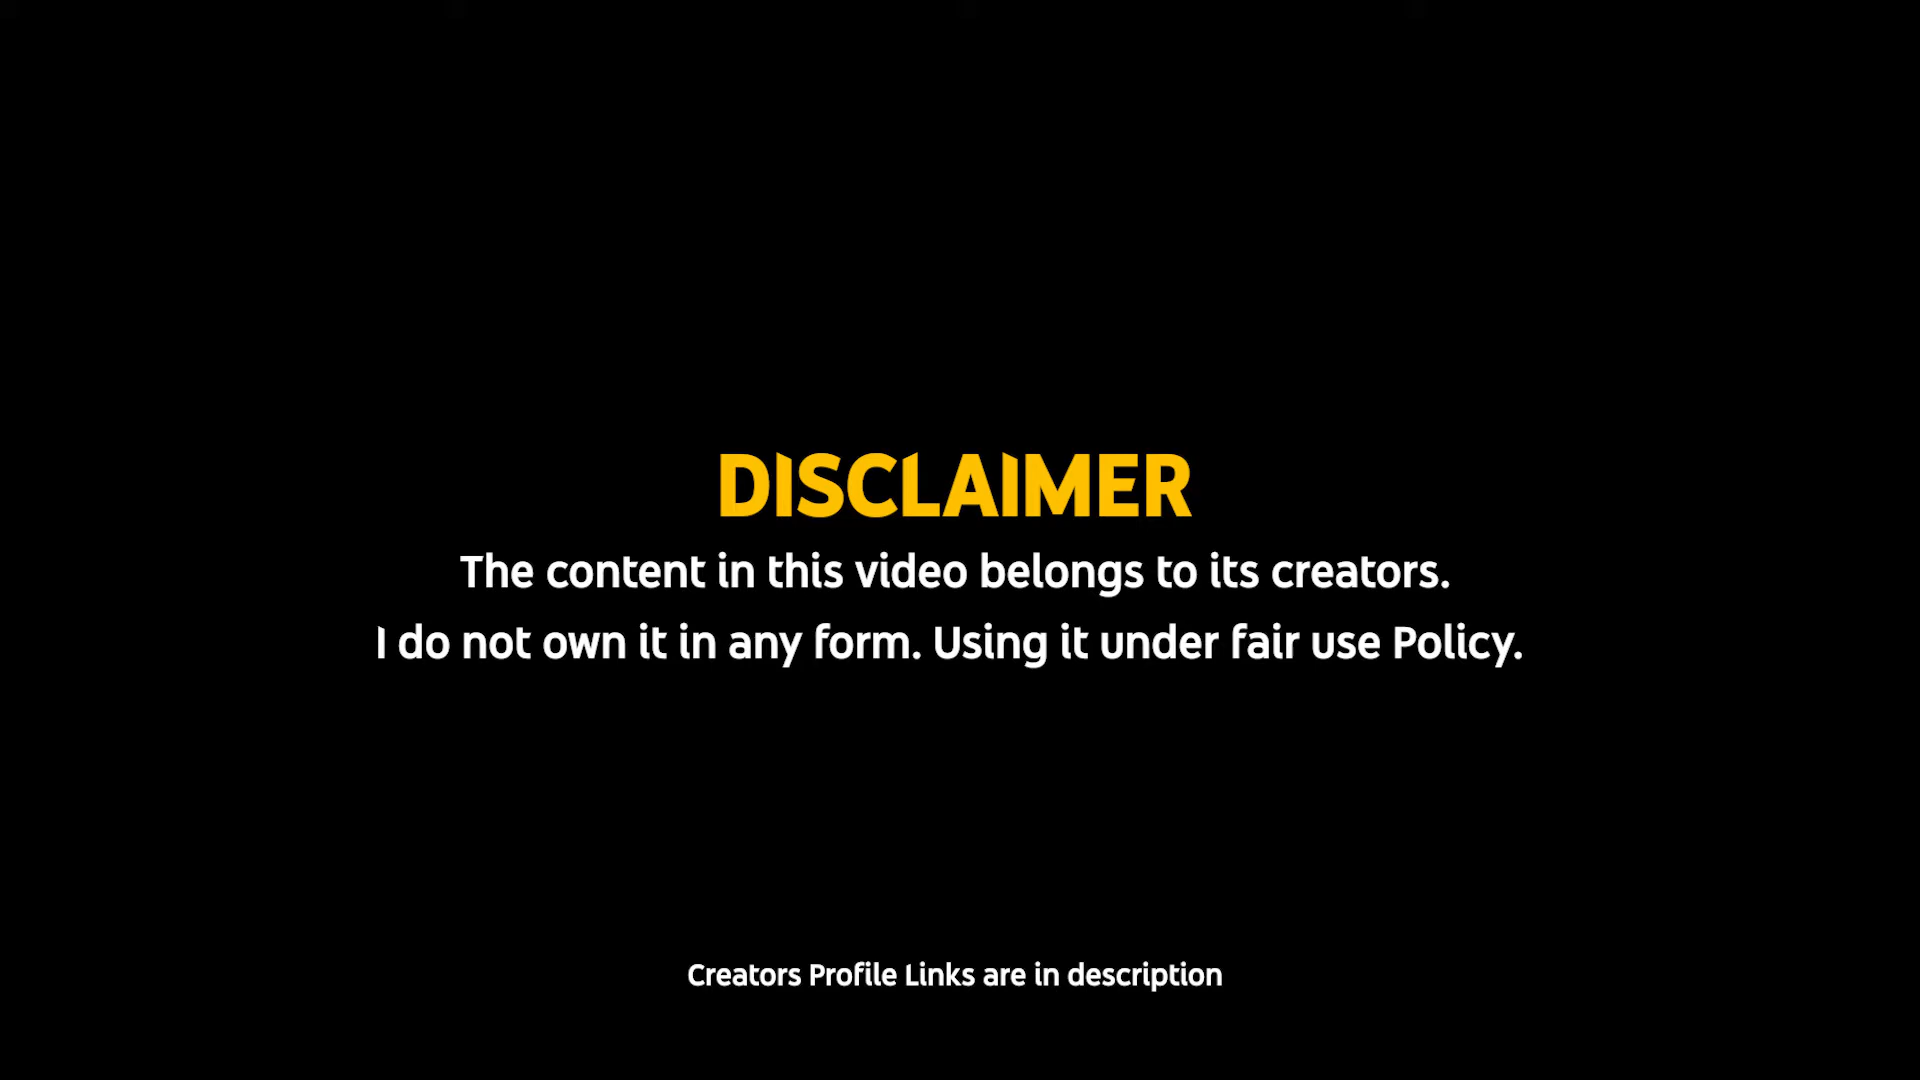 DISCLAIMER
The content in this video belongs to its creators.
I do not own it in any form. Using it under fair use Policy.
Creators Profile Links are in description